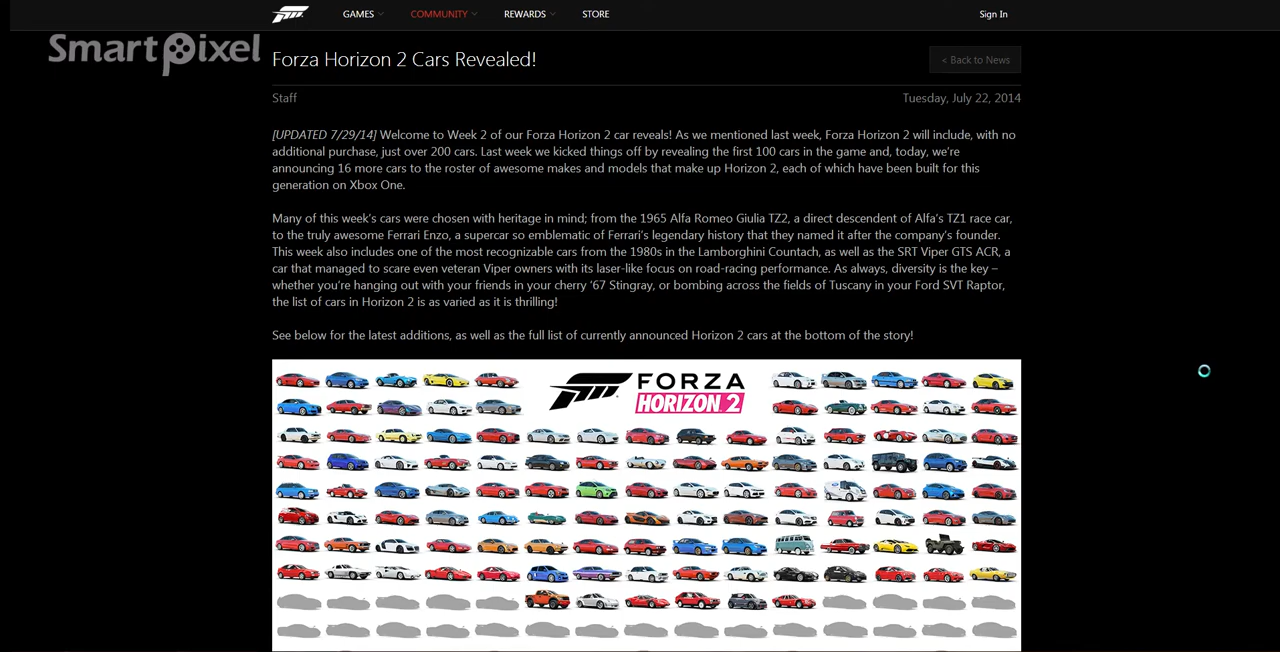 GAMES COMMUNITY REWARDS STORE Sign In
Smartpixel
Forza Horizon 2 Cars Revealed!
< Back to News
Staff
Tuesday, July 22, 2014
[UPDATED 7/29/14] Welcome to Week 2 of our Forza Horizon 2 car reveals! As we mentioned last week, Forza Horizon 2 will include, with no
additional purchase, just over 200 cars. Last week we kicked things off by revealing the first 100 cars in the game and, today, we're
announcing 16 more cars to the roster of awesome makes and models that make up Horizon 2, each of which have been built for this
generation on Xbox One.
Many of this week's cars were chosen with heritage in mind; from the 1965 Alfa Romeo Giulia TZ2, a direct descendent of Alfa's TZ1 race car,
to the truly awesome Ferrari Enzo, a supercar so emblematic of Ferrari's legendary history that they named it after the company's founder.
This week also includes one of the most recognizable cars from the 1980s in the Lamborghini Countach, as well as the SRT Viper GTS ACR, a
car that managed to scare even veteran Viper owners with its laser-like focus on road-racing performance. As always, diversity is the key –
whether you're hanging out with your friends in your cherry '67 Stingray, or bombing across the fields of Tuscany in your Ford SVT Raptor,
the list of cars in Horizon 2 is as varied as it is thrilling!
See below for the latest additions, as well as the full list of currently announced Horizon 2 cars at the bottom of the story!
FORZA
HORIZON 2